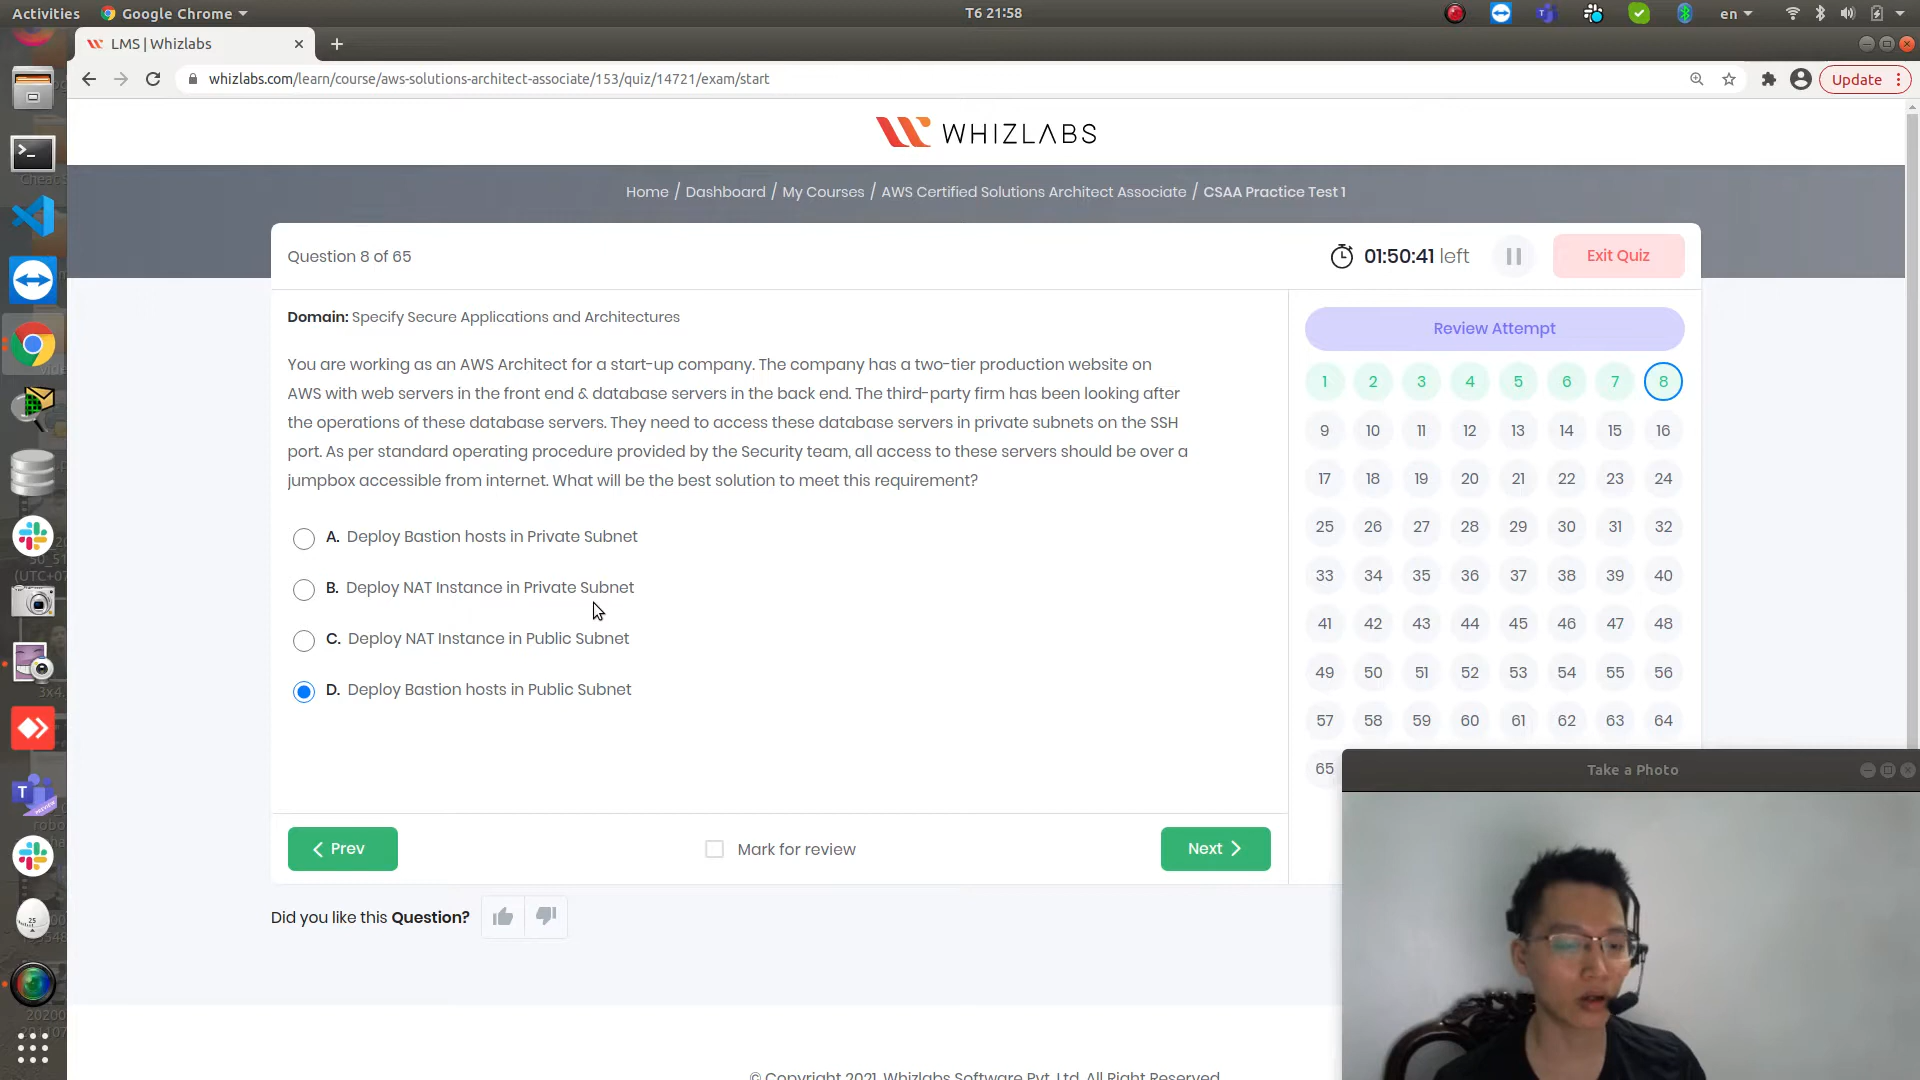 Activities
Google Chrome
T6 21:58
en
LMS | Whizlabs
whizlabs.com/learn/course/aws-solutions-architect-associate/153/quiz/14721/exam/start
Update
WHIZLABS
Home / Dashboard / My Courses / AWS Certified Solutions Architect Associate / CSAA Practice Test 1
Question 8 of 65
01:50:41 left
Exit Quiz
Domain: Specify Secure Applications and Architectures
You are working as an AWS Architect for a start-up company. The company has a two-tier production website on
AWS with web servers in the front end & database servers in the back end. The third-party firm has been looking after
the operations of these database servers. They need to access these database servers in private subnets on the SSH
port. As per standard operating procedure provided by the Security team, all access to these servers should be over a
jumpbox accessible from internet. What will be the best solution to meet this requirement?
A. Deploy Bastion hosts in Private Subnet
B. Deploy NAT Instance in Private Subnet
C. Deploy NAT Instance in Public Subnet
D. Deploy Bastion hosts in Public Subnet
Prev
Mark for review
Next
Did you like this Question?
Review Attempt
1 2 3 4 5 6 7 8
9 10 11 12 13 14 15 16
17 18 19 20 21 22 23 24
25 26 27 28 29 30 31 32
33 34 35 36 37 38 39 40
41 42 43 44 45 46 47 48
49 50 51 52 53 54 55 56
57 58 59 60 61 62 63 64
65
Take a Photo
© Copyright 2021. Whizlabs Software Pvt. Ltd. All Right Reserved